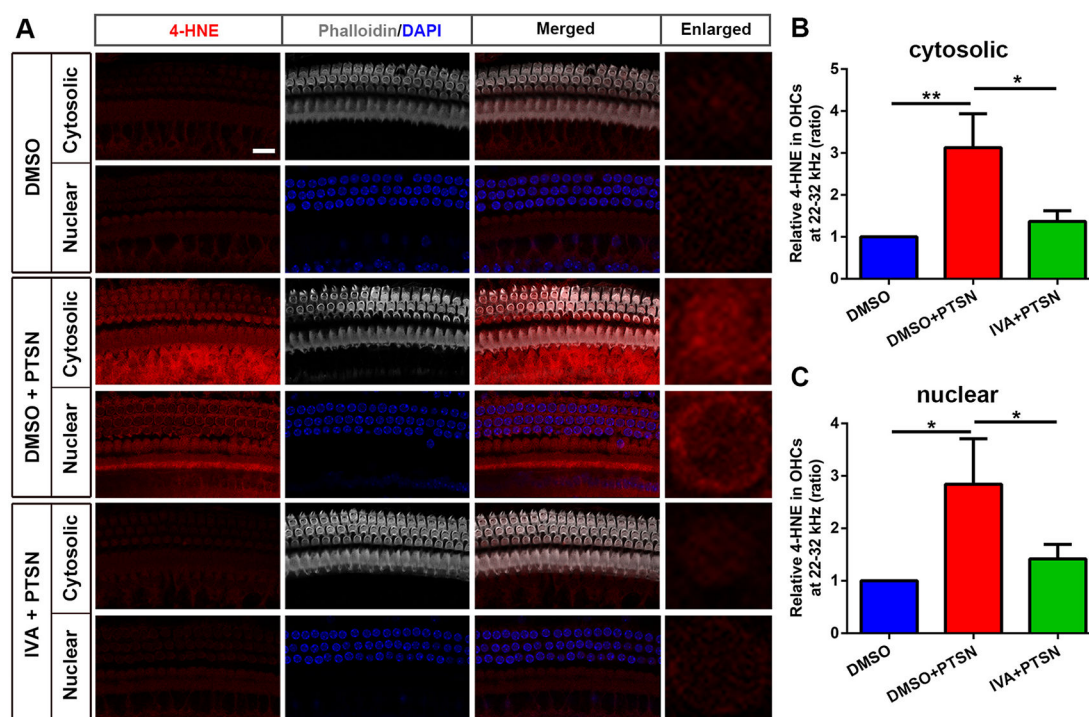 A
4-HNE
Phalloidin/DAPI
Merged
Enlarged
DMSO
Cytosolic
Nuclear
DMSO + PTSN
Cytosolic
Nuclear
IVA + PTSN
Cytosolic
Nuclear
B
cytosolic
Relative 4-HNE in OHCs
at 22-32 kHz (ratio)
5
4
3
2
1
0
**
*
DMSO
DMSO+PTSN
IVA+PTSN
C
nuclear
Relative 4-HNE in OHCs
at 22-32 kHz (ratio)
4
3
2
1
0
*
*
DMSO
DMSO+PTSN
IVA+PTSN